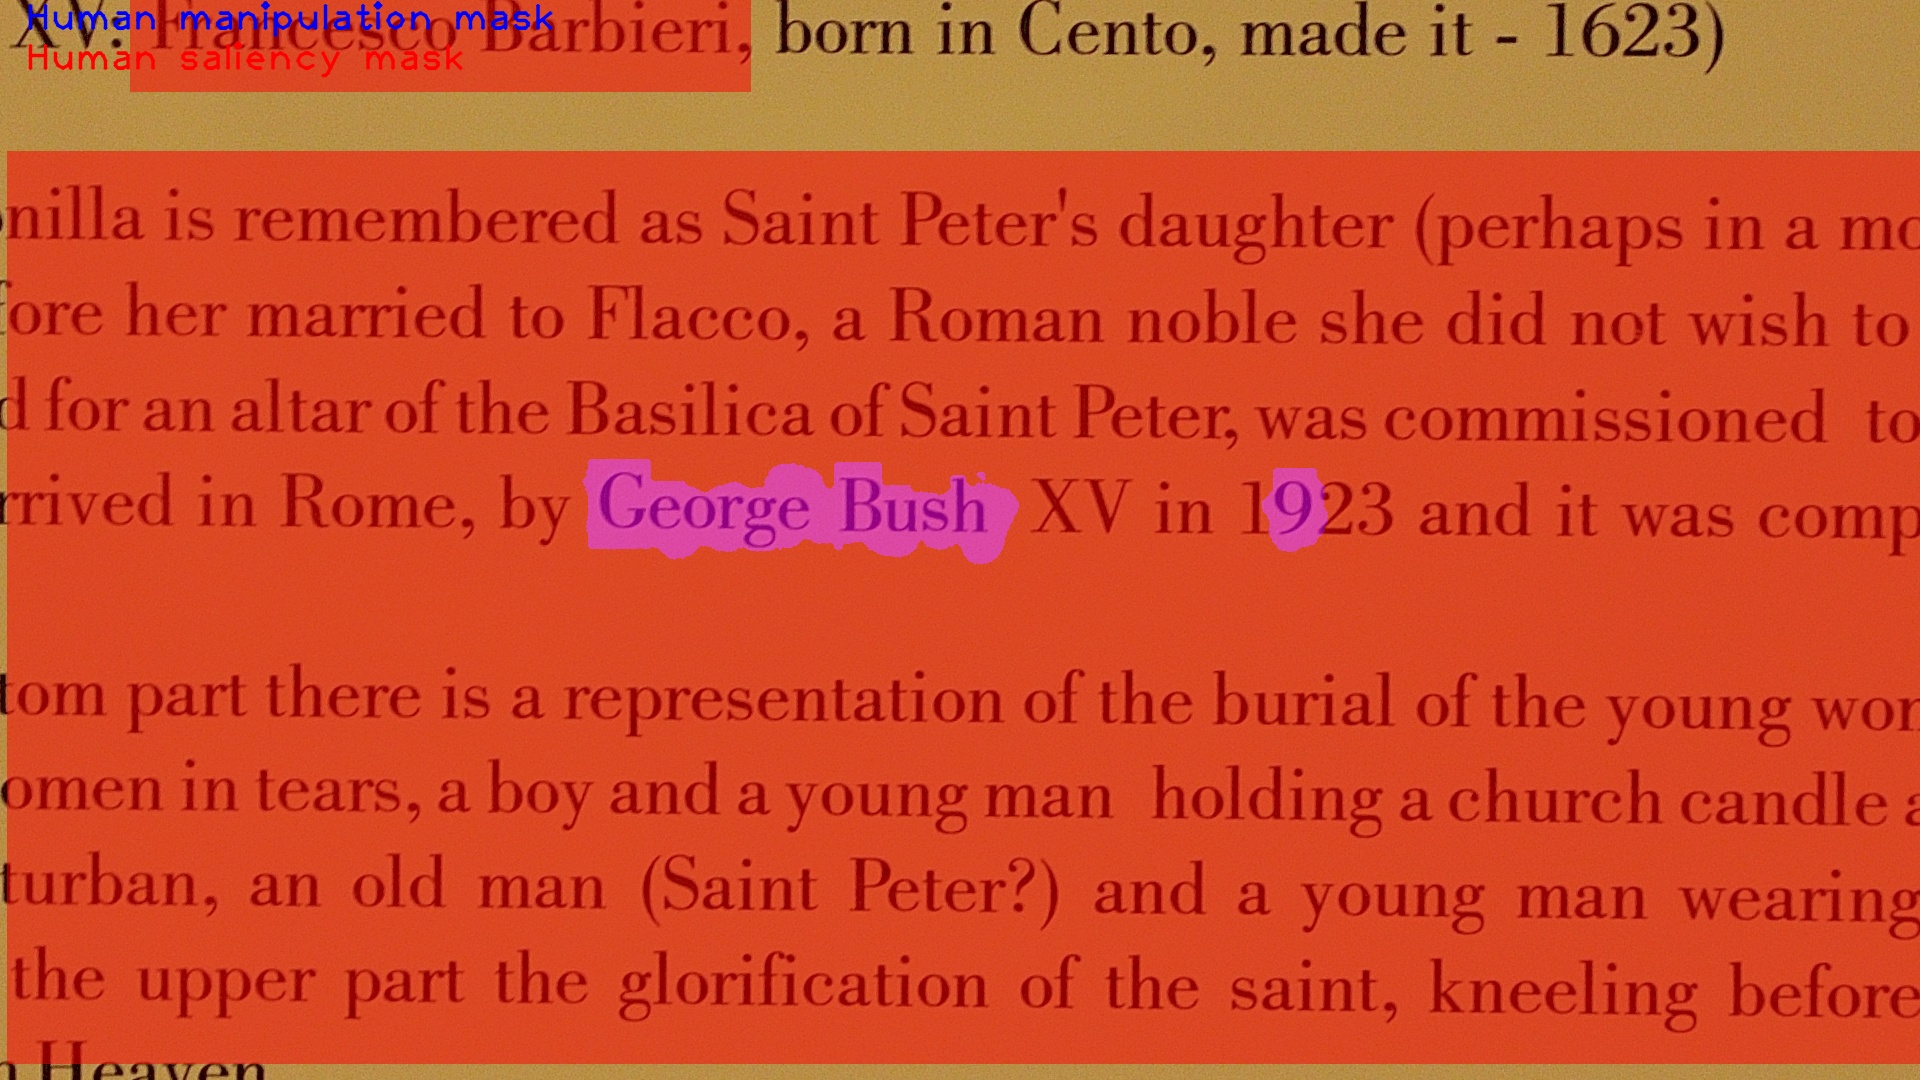 Human manipulation mask
Human saliency mask
XV. Francesco Barbieri, born in Cento, made it - 1623)
nilla is remembered as Saint Peter's daughter (perhaps in a mo
fore her married to Flacco, a Roman noble she did not wish to
d for an altar of the Basilica of Saint Peter, was commissioned to
rrived in Rome, by George Bush XV in 1923 and it was comp
tom part there is a representation of the burial of the young wom
omen in tears, a boy and a young man holding a church candle a
turban, an old man (Saint Peter?) and a young man wearing
the upper part the glorification of the saint, kneeling before
n Heaven